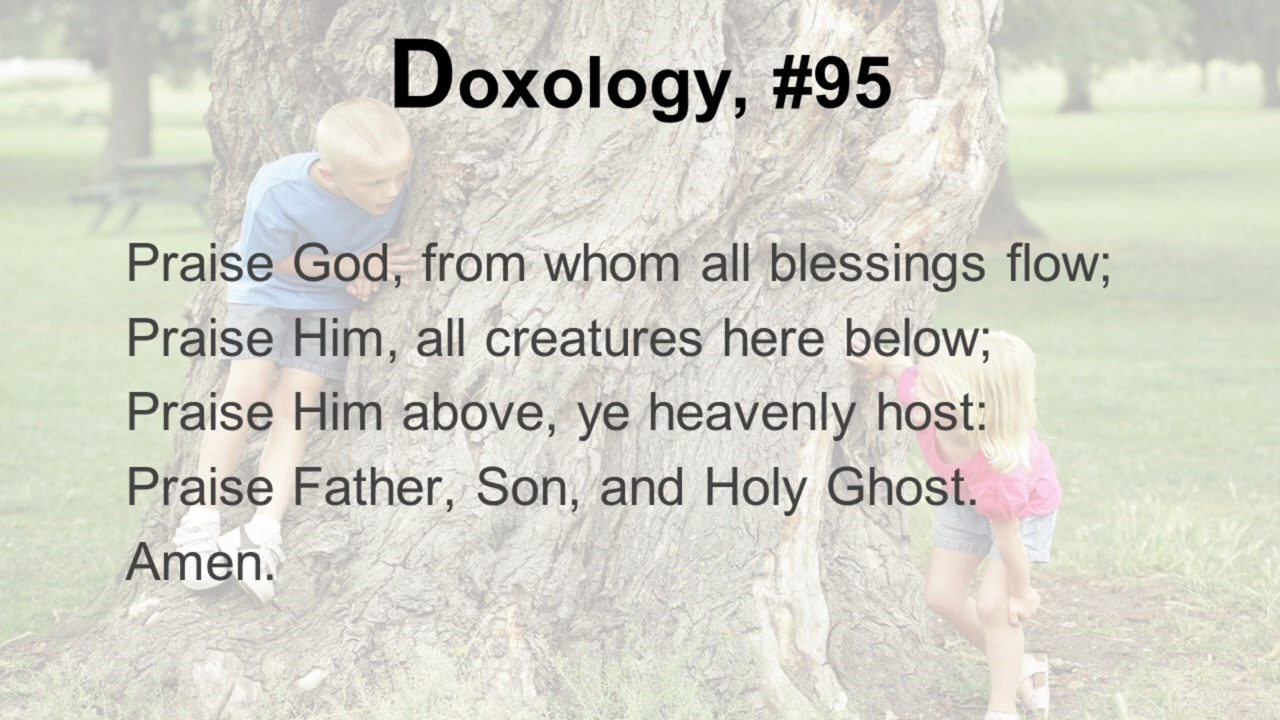 Doxology, #95
Praise God, from whom all blessings flow;
Praise Him, all creatures here below;
Praise Him above, ye heavenly host:
Praise Father, Son, and Holy Ghost.
Amen.